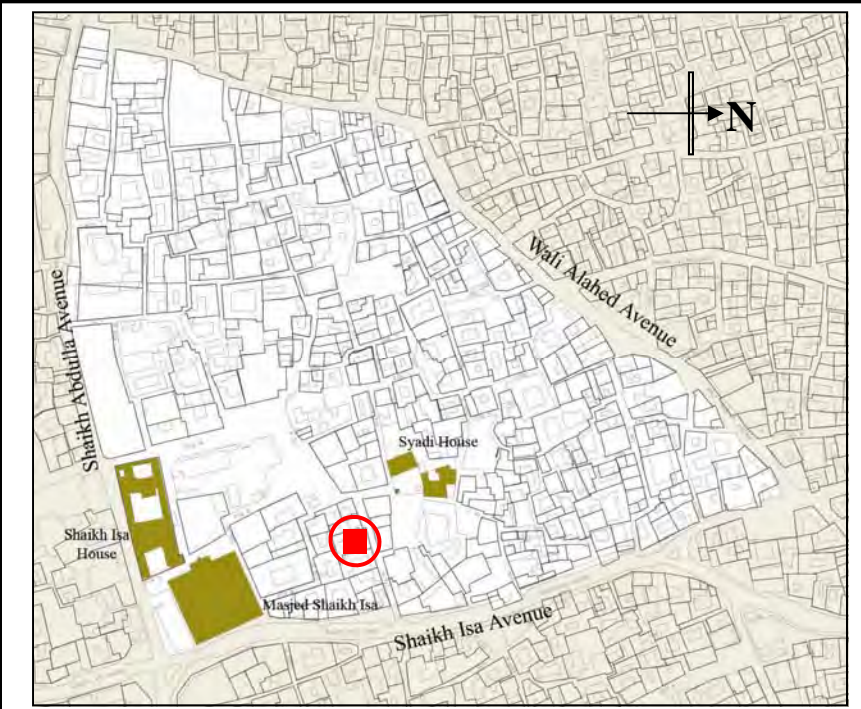 N
Wali Alahed Avenue
Shaikh Abdulla Avenue
Syadi House
Shaikh Isa
House
Masjed Shaikh Isa
Shaikh Isa Avenue